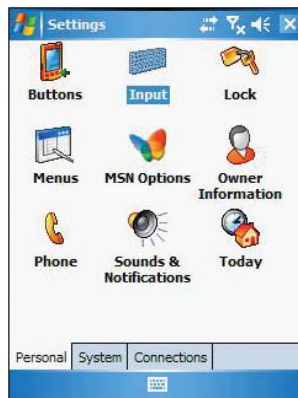 Settings
Buttons
Input
Lock
Menus
MSN Options
Owner
Information
Phone
Sounds &
Notifications
Today
Personal
System
Connections